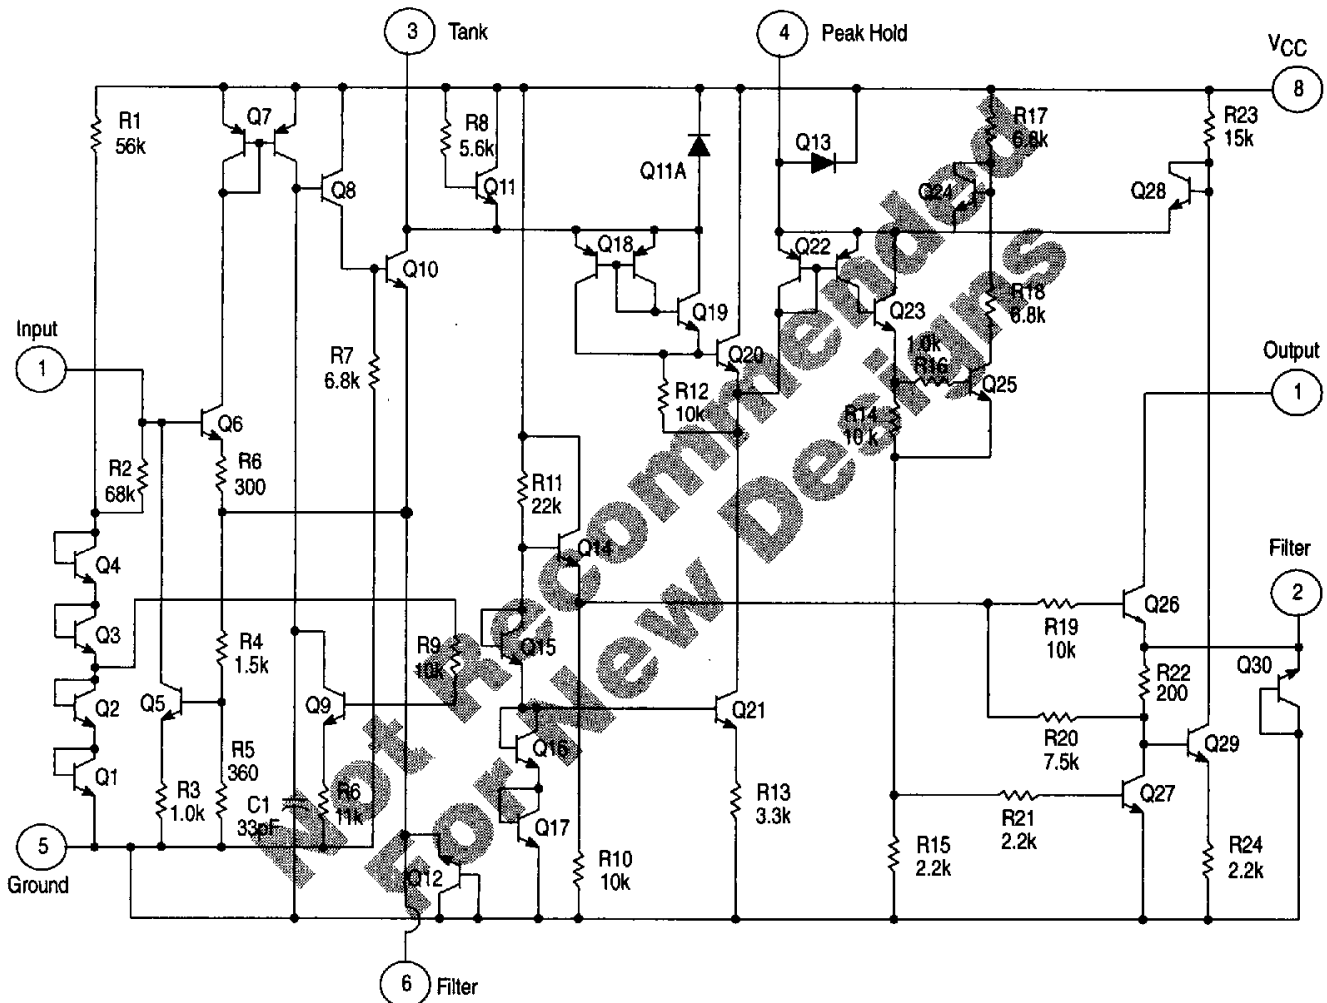 3 Tank
4 Peak Hold
VCC
8
R1
56k
Q7
Q8
R8
5.6k
Q11
Q11A
Q13
R17
6.8k
R23
15k
Q24
Q28
Q10
Q18
Q19
Q20
Q22
Q23
R18
6.8k
Input
1
R7
6.8k
R12
10k
1.0k
R16
Q25
Output
1
Q6
R2
68k
R6
300
R14
10 k
R11
22k
Q14
Q4
Q3
Q2
Q1
Q5
R4
1.5k
R5
360
R3
1.0k
Q9
R9
10k
Q15
Q16
Q17
Q21
R19
10k
Q26
Filter
2
Q30
R22
200
R20
7.5k
Q29
Q27
C1
33pF
R6
11k
R13
3.3k
R21
2.2k
R15
2.2k
R24
2.2k
R10
10k
Q12
5
Ground
6 Filter
Not Recommended
For New Designs